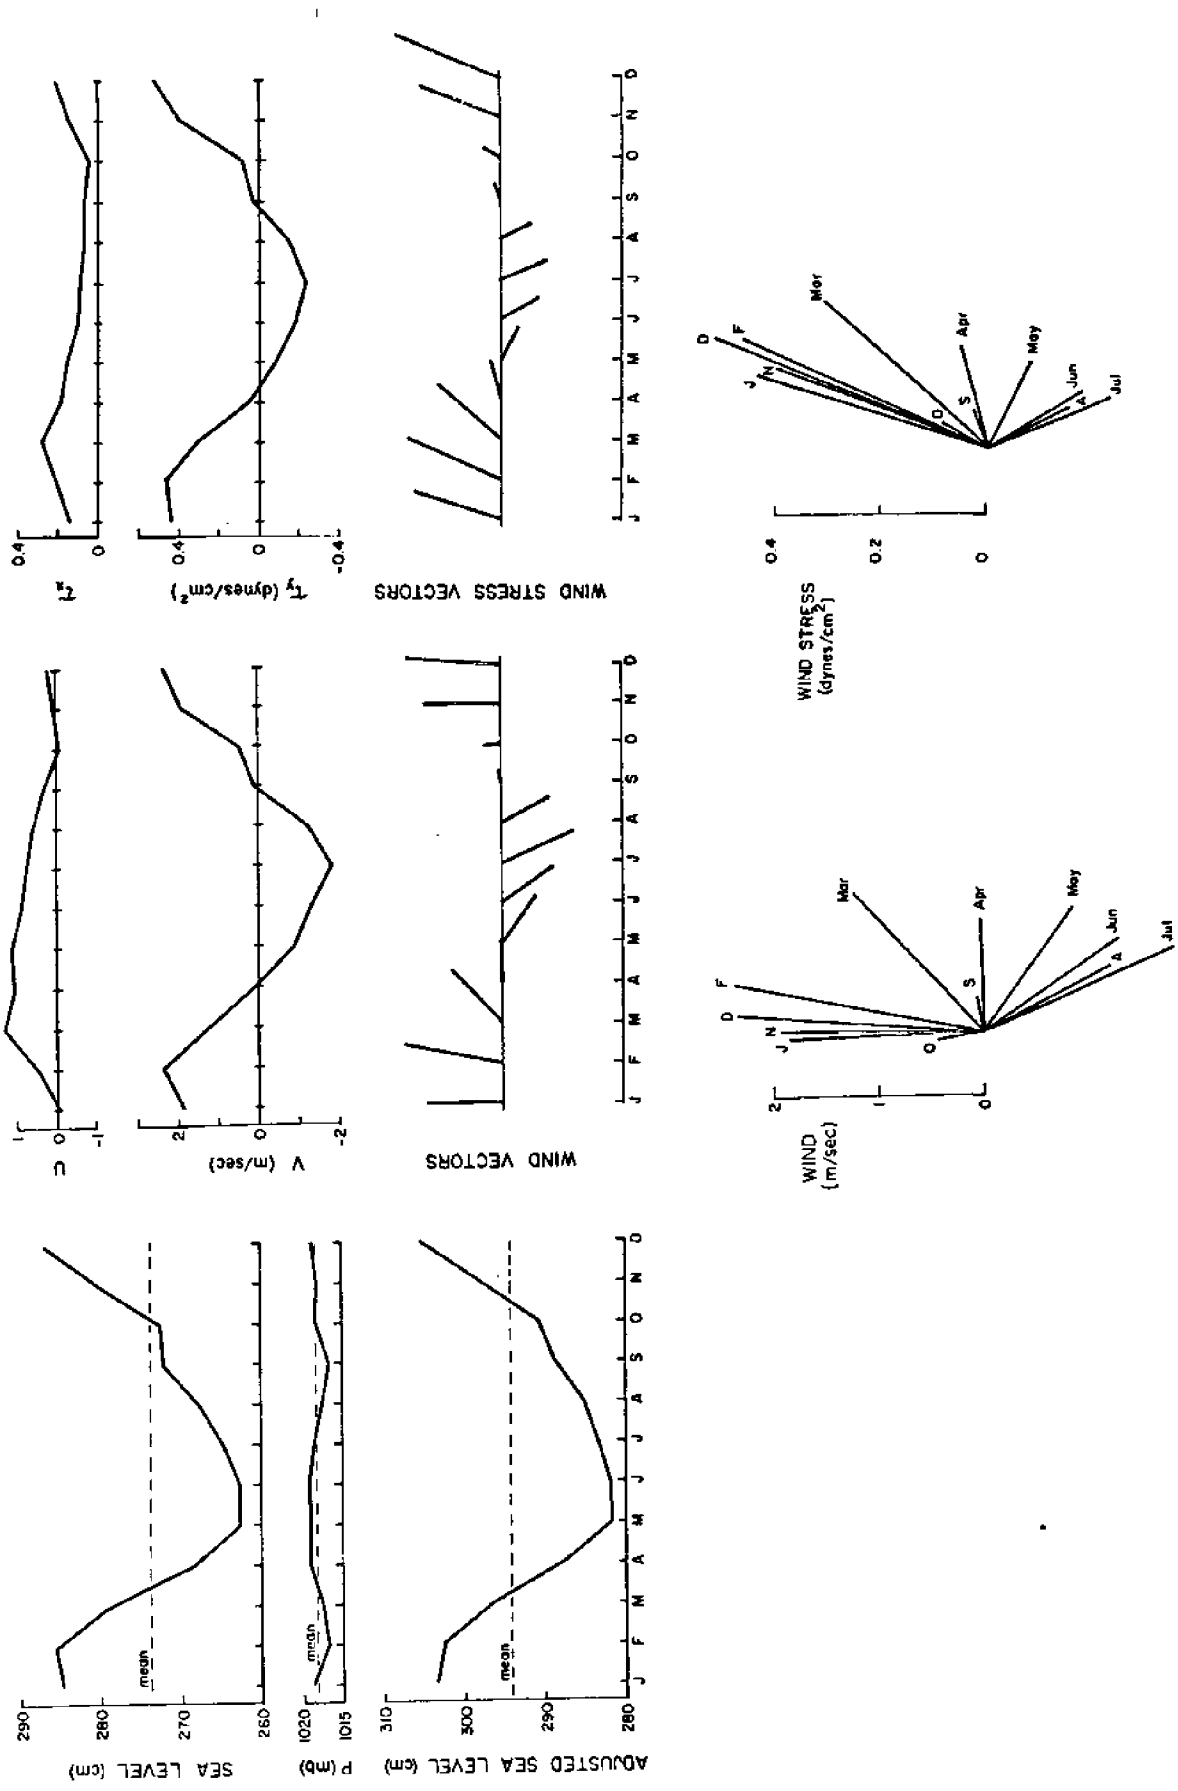 SEA LEVEL (cm)
290
280
270
260
mean
P (mb)
1020
1015
mean
ADJUSTED SEA LEVEL (cm)
310
300
290
280
mean
J F M A M J J A S O N D
U
1
0
-1
V (m/sec)
2
0
-2
WIND VECTORS
J F M A M J J A S O N D
τx
0.4
0
τy (dynes/cm²)
0.4
0
-0.4
WIND STRESS VECTORS
J F M A M J J A S O N D
WIND
(m/sec)
2
1
0
J
N
D
F
O
S
Mar
Apr
May
Jun
A
Jul
WIND STRESS
(dynes/cm²)
0.4
0.2
0
J
N
D
F
O
S
Mar
Apr
May
Jun
A
Jul